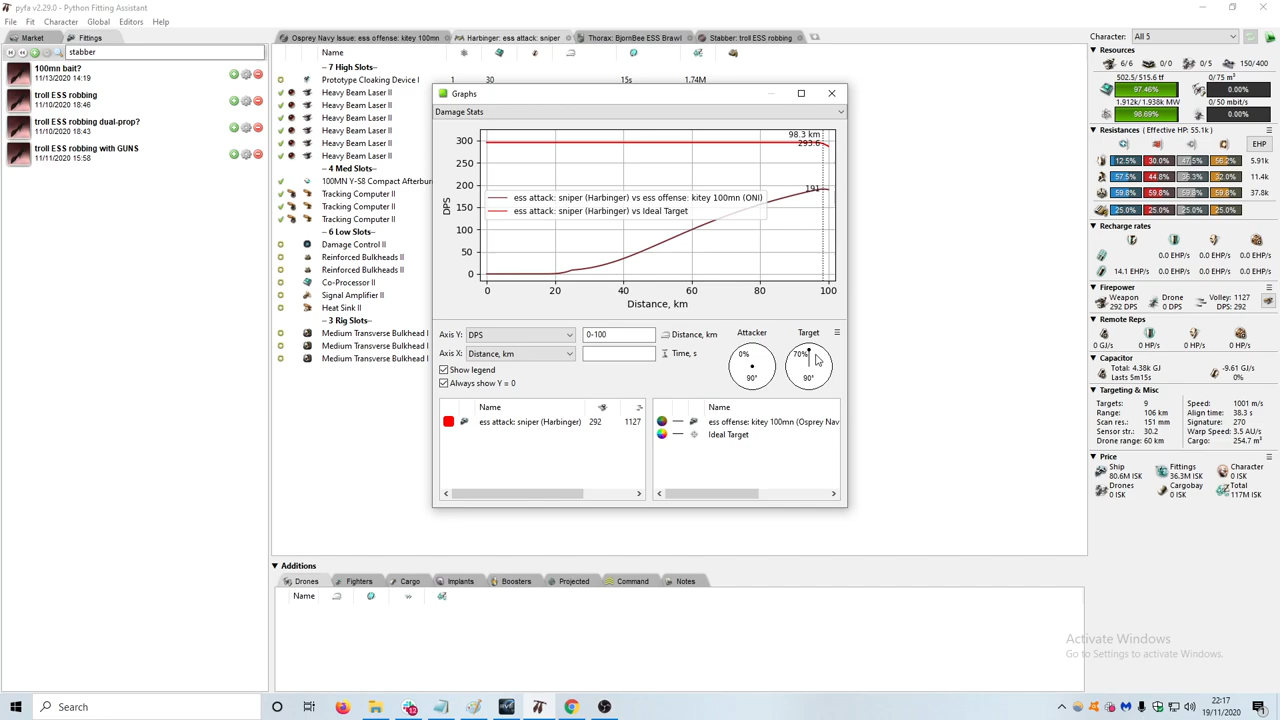 pyfa v2.29.0 - Python Fitting Assistant
File Fit Character Global Editors Help
Market Fittings
stabber
100mn bait?
11/13/2020 14:19
troll ESS robbing
11/10/2020 18:46
troll ESS robbing dual-prop?
11/10/2020 18:43
troll ESS robbing with GUNS
11/11/2020 15:58
Osprey Navy Issue: ess offense: kitey 100mn Harbinger: ess attack: sniper Thorax: BjornBee ESS Brawl Stabber: troll ESS robbing
Name
-- 7 High Slots--
Prototype Cloaking Device I 1 30 15s 1.74M
Heavy Beam Laser II
Heavy Beam Laser II
Heavy Beam Laser II
Heavy Beam Laser II
Heavy Beam Laser II
Heavy Beam Laser II
-- 4 Med Slots--
100MN Y-S8 Compact Afterbur
Tracking Computer II
Tracking Computer II
Tracking Computer II
-- 6 Low Slots--
Damage Control II
Reinforced Bulkheads II
Reinforced Bulkheads II
Co-Processor II
Signal Amplifier II
Heat Sink II
-- 3 Rig Slots--
Medium Transverse Bulkhead I
Medium Transverse Bulkhead I
Medium Transverse Bulkhead I
Graphs
Damage Stats
98.3 km
293.6
191
300
250
200
150
100
50
0
DPS
ess attack: sniper (Harbinger) vs ess offense: kitey 100mn (ONI)
ess attack: sniper (Harbinger) vs Ideal Target
0 20 40 60 80 100
Distance, km
Axis Y: DPS 0-100 Distance, km
Axis X: Distance, km Time, s
Attacker Target
0% 90° 70% 90°
Show legend
Always show Y = 0
Name
ess attack: sniper (Harbinger) 292 1127
Name
ess offense: kitey 100mn (Osprey Nav
Ideal Target
Additions
Drones Fighters Cargo Implants Boosters Projected Command Notes
Name
Character: All 5
Resources
6/6 0/0 0/5 150/400
502.5/515.6 tf 0/75 m³
97.46% 0.00%
1.912k/1.938k MW 0/50 mbit/s
98.69% 0.00%
Resistances ( Effective HP: 55.1k )
EHP
12.5% 30.0% 47.5% 56.2% 5.91k
57.5% 44.8% 36.3% 32.0% 11.4k
59.8% 59.8% 59.8% 59.8% 37.8k
25.0% 25.0% 25.0% 25.0%
Recharge rates
0.0 EHP/s 0.0 EHP/s 0.0 EHP/s
14.1 EHP/s 0.0 EHP/s 0.0 EHP/s 0.0 EHP/s
Firepower
Weapon Drone Volley: 1127
292 DPS 0 DPS DPS: 292
Remote Reps
0 GJ/s 0 HP/s 0 HP/s 0 HP/s
Capacitor
Total: 4.38k GJ -9.61 GJ/s
Lasts 5m15s 0%
Targeting & Misc
Targets: 9 Speed: 1001 m/s
Range: 106 km Align time: 38.3 s
Scan res.: 151 mm Signature: 270
Sensor str.: 30.2 Warp Speed: 3.5 AU/s
Drone range: 60 km Cargo: 254.7 m³
Price
Ship Fittings Character
80.6M ISK 36.3M ISK 0 ISK
Drones Cargobay Total
0 ISK 0 ISK 117M ISK
Activate Windows
Go to Settings to activate Windows.
Search
12
22:17
19/11/2020